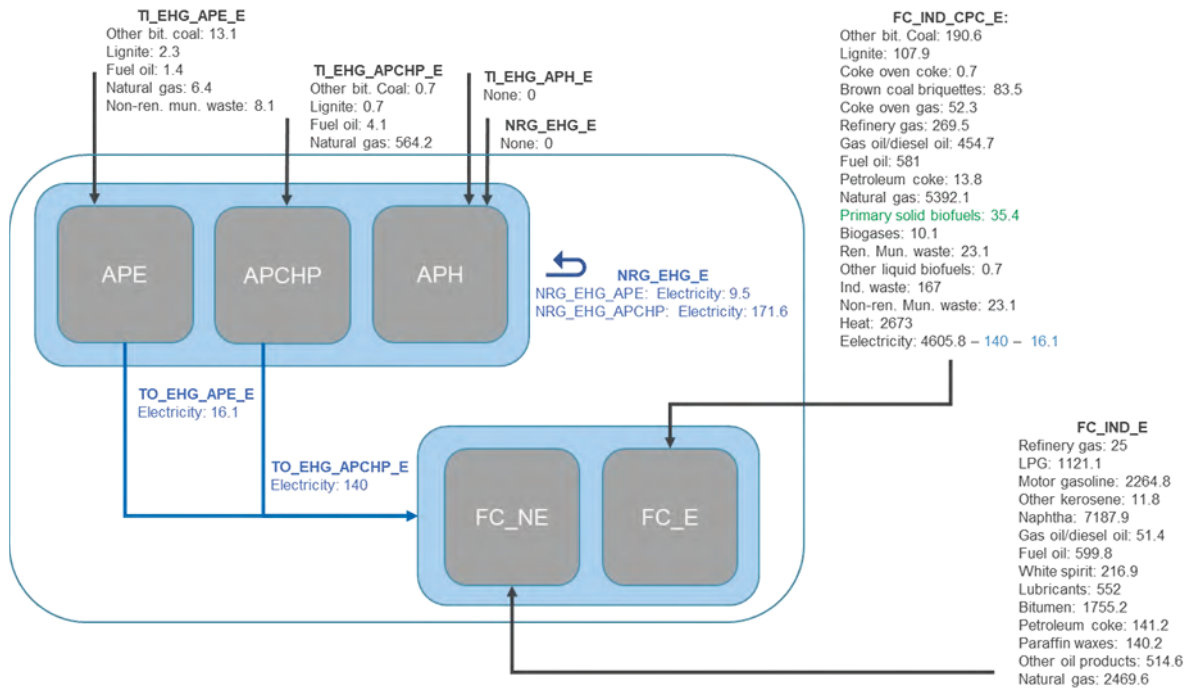 TI_EHG_APE_E
Other bit. coal: 13.1
Lignite: 2.3
Fuel oil: 1.4
Natural gas: 6.4
Non-ren. mun. waste: 8.1
TI_EHG_APCHP_E
Other bit. Coal: 0.7
Lignite: 0.7
Fuel oil: 4.1
Natural gas: 564.2
TI_EHG_APH_E
None: 0
NRG_EHG_E
None: 0
FC_IND_CPC_E:
Other bit. Coal: 190.6
Lignite: 107.9
Coke oven coke: 0.7
Brown coal briquettes: 83.5
Coke oven gas: 52.3
Refinery gas: 269.5
Gas oil/diesel oil: 454.7
Fuel oil: 581
Petroleum coke: 13.8
Natural gas: 5392.1
Primary solid biofuels: 35.4
Biogases: 10.1
Ren. Mun. waste: 23.1
Other liquid biofuels: 0.7
Ind. waste: 167
Non-ren. Mun. waste: 23.1
Heat: 2673
Eelectricity: 4605.8 – 140 – 16.1
APE
APCHP
APH
NRG_EHG_E
NRG_EHG_APE: Electricity: 9.5
NRG_EHG_APCHP: Electricity: 171.6
TO_EHG_APE_E
Electricity: 16.1
TO_EHG_APCHP_E
Electricity: 140
FC_NE
FC_E
FC_IND_E
Refinery gas: 25
LPG: 1121.1
Motor gasoline: 2264.8
Other kerosene: 11.8
Naphtha: 7187.9
Gas oil/diesel oil: 51.4
Fuel oil: 599.8
White spirit: 216.9
Lubricants: 552
Bitumen: 1755.2
Petroleum coke: 141.2
Paraffin waxes: 140.2
Other oil products: 514.6
Natural gas: 2469.6